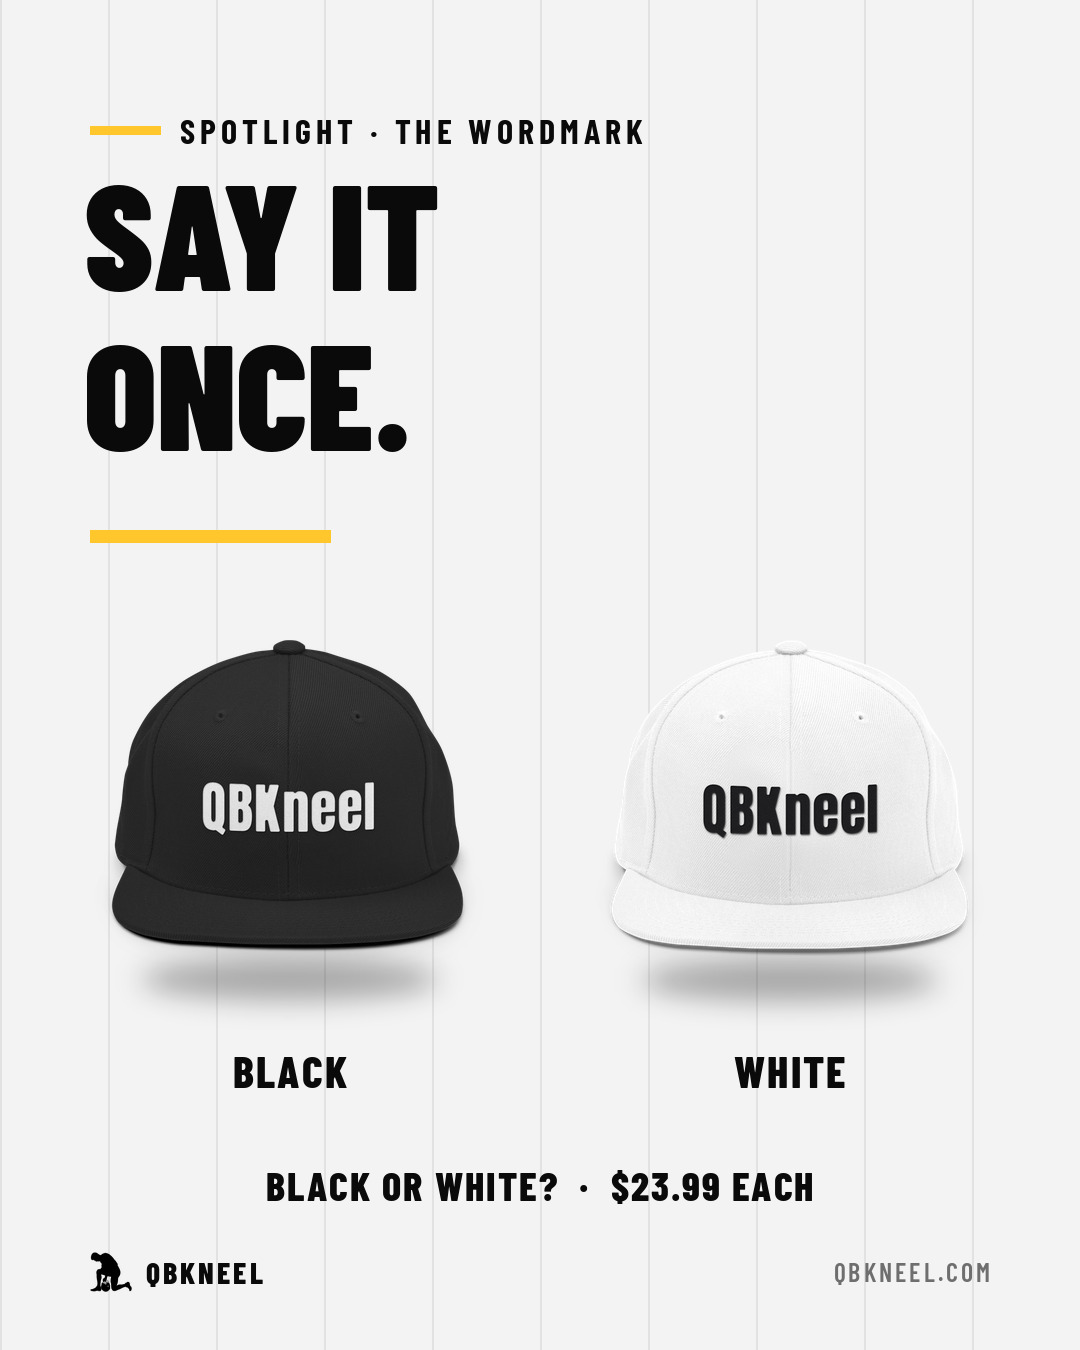 SPOTLIGHT · THE WORDMARK
SAY IT
ONCE.
QBKneel
QBKneel
BLACK
WHITE
BLACK OR WHITE? · $23.99 EACH
QBKNEEL
QBKNEEL.COM